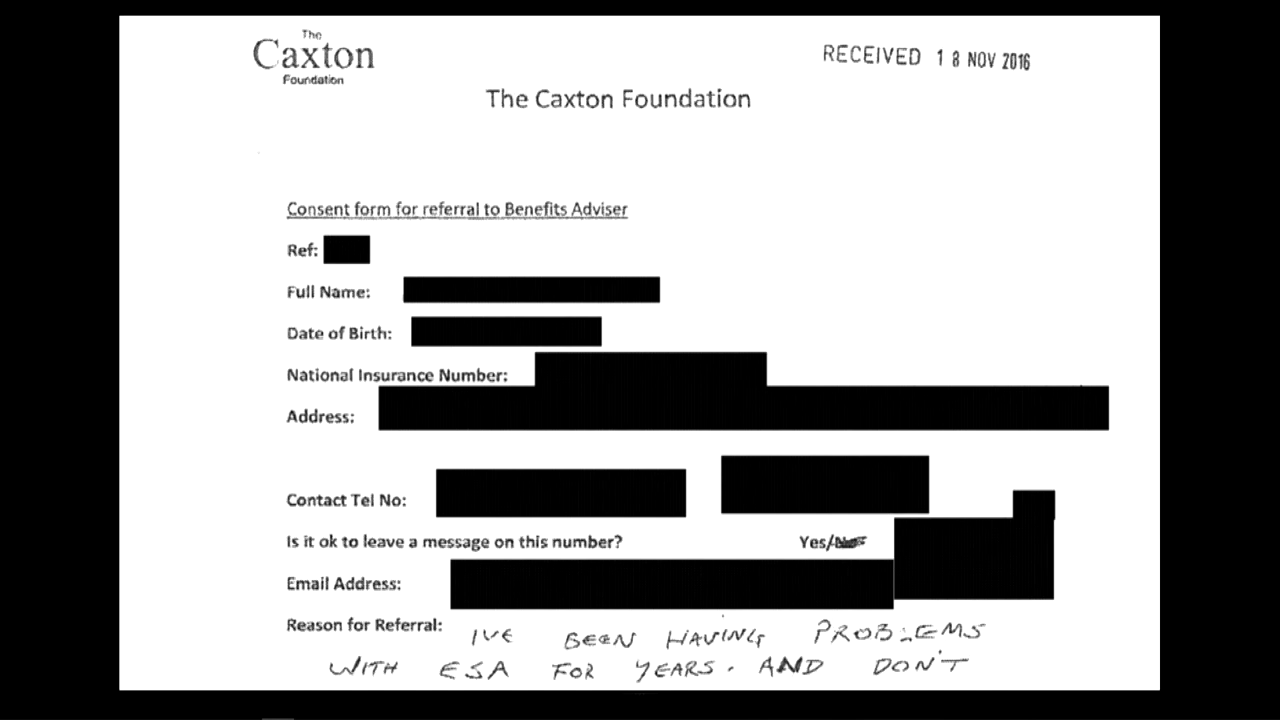 The
Caxton
Foundation
RECEIVED 18 NOV 2016
The Caxton Foundation
Consent form for referral to Benefits Adviser
Ref:
Full Name:
Date of Birth:
National Insurance Number:
Address:
Contact Tel No:
Is it ok to leave a message on this number? Yes/No
Email Address:
Reason for Referral: I'VE BEEN HAVING PROBLEMS
WITH ESA FOR YEARS. AND DON'T